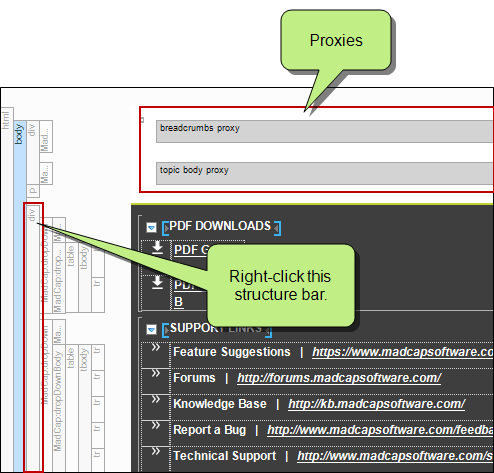 Proxies
html
body
div
Mad...
breadcrumbs proxy
Ma...
topic body proxy
p
div
PDF DOWNLOADS
MadCap:dropDown
Ma...
MadCap:drop...
table
tbody
tr
tr
PDF G
PD
B
Right-click this
structure bar.
SUPPORT LINKS
MadCap:dropDown
Ma...
MadCap:dropDownBody
table
tbody
tr
tr
tr
tr
tr
» Feature Suggestions | https://www.madcapsoftware.co
» Forums | http://forums.madcapsoftware.com/
» Knowledge Base | http://kb.madcapsoftware.com/
» Report a Bug | http://www.madcapsoftware.com/feedba
» Technical Support | http://www.madcapsoftware.com/s